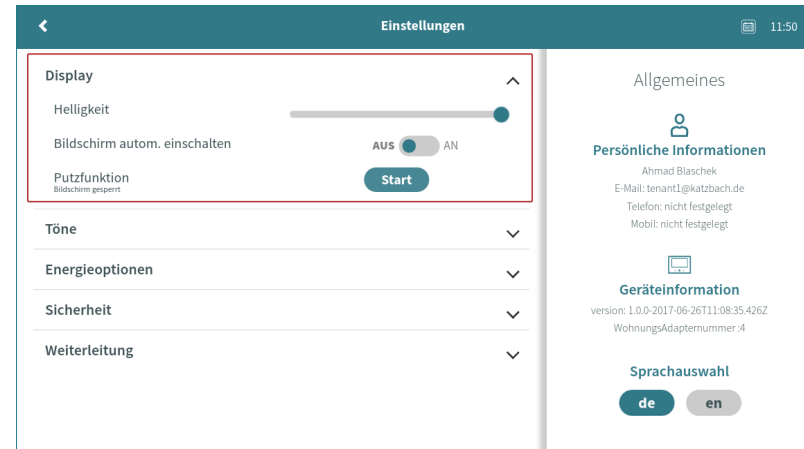 Einstellungen
11:50
Display
Helligkeit
Bildschirm autom. einschalten
AUS AN
Putzfunktion
Bildschirm gesperrt
Start
Töne
Energieoptionen
Sicherheit
Weiterleitung
Allgemeines
Persönliche Informationen
Ahmad Blaschek
E-Mail: tenant1@katzbach.de
Telefon: nicht festgelegt
Mobil: nicht festgelegt
Geräteinformation
version: 1.0.0-2017-06-26T11:08:35.426Z
WohnungsAdapternummer :4
Sprachauswahl
de en